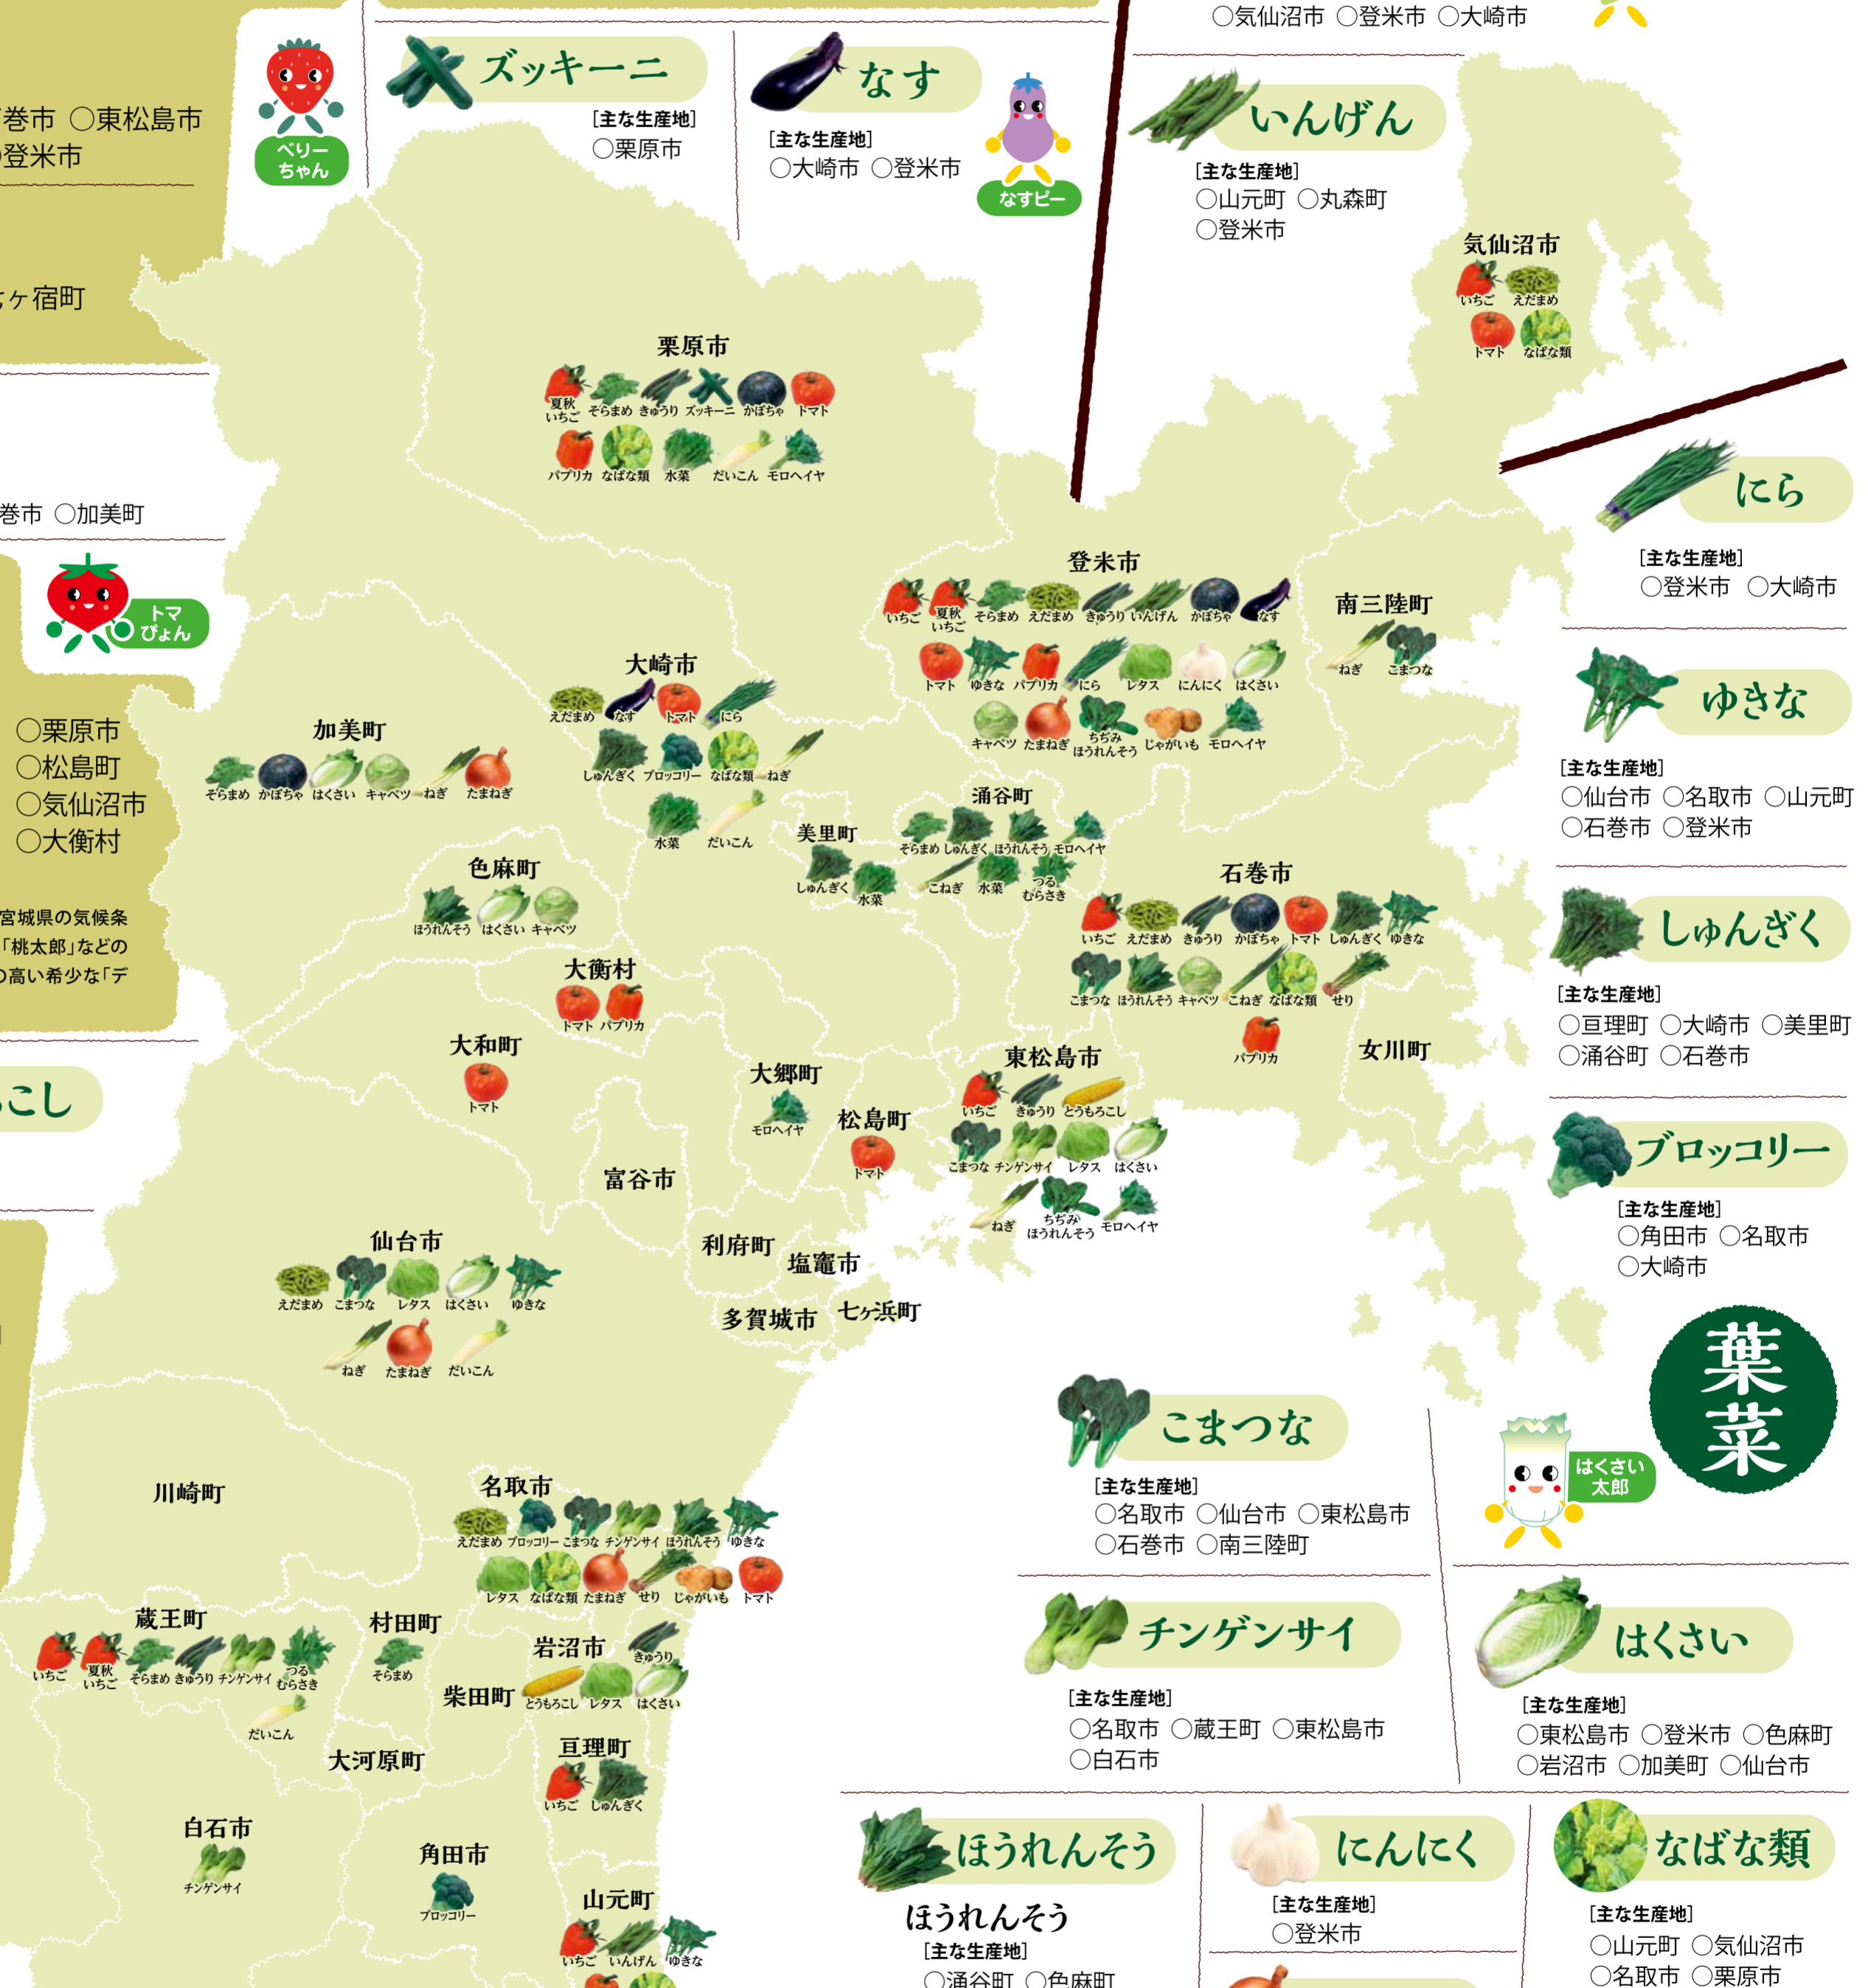 巻市 ○東松島市
○登米市
ベリー
ちゃん
ズッキーニ
[主な生産地]
○栗原市
なす
[主な生産地]
○大崎市 ○登米市
なすピー
○気仙沼市 ○登米市 ○大崎市
いんげん
[主な生産地]
○山元町 ○丸森町
○登米市
ヶ宿町
巻市 ○加美町
トマ
ぴょん
○栗原市
○松島町
○気仙沼市
○大衡村
宮城県の気候条
「桃太郎」などの
の高い希少な「デ
こし
気仙沼市
いちご えだまめ
トマト なばな類
栗原市
夏秋
いちご そらまめ きゅうり ズッキーニ かぼちゃ トマト
パプリカ なばな類 水菜 だいこん モロヘイヤ
登米市
いちご 夏秋
いちご そらまめ えだまめ きゅうり いんげん かぼちゃ なす
トマト ゆきな パプリカ にら レタス にんにく はくさい
キャベツ たまねぎ ちぢみ
ほうれんそう じゃがいも モロヘイヤ
南三陸町
ねぎ こまつな
大崎市
えだまめ なす トマト にら
しゅんぎく ブロッコリー なばな類 ねぎ
水菜 だいこん
加美町
そらまめ かぼちゃ はくさい キャベツ ねぎ たまねぎ
色麻町
ほうれんそう はくさい キャベツ
美里町
しゅんぎく 水菜
涌谷町
そらまめ しゅんぎく ほうれんそう モロヘイヤ
こねぎ 水菜 つる
むらさき
石巻市
いちご えだまめ きゅうり かぼちゃ トマト しゅんぎく ゆきな
こまつな ほうれんそう キャベツ こねぎ なばな類 せり
パプリカ
女川町
大衡村
トマト パプリカ
大和町
トマト
大郷町
モロヘイヤ
松島町
トマト
東松島市
いちご きゅうり とうもろこし
こまつな チンゲンサイ レタス はくさい
ねぎ ちぢみ
ほうれんそう モロヘイヤ
富谷市
利府町
塩竈市
多賀城市
七ヶ浜町
仙台市
えだまめ こまつな レタス はくさい ゆきな
ねぎ たまねぎ だいこん
川崎町
名取市
えだまめ ブロッコリー こまつな チンゲンサイ ほうれんそう ゆきな
レタス なばな類 たまねぎ せり じゃがいも トマト
蔵王町
いちご 夏秋
いちご そらまめ きゅうり チンゲンサイ つる
むらさき
だいこん
村田町
そらまめ
岩沼市
きゅうり
とうもろこし レタス はくさい
柴田町
大河原町
亘理町
いちご しゅんぎく
白石市
チンゲンサイ
角田市
ブロッコリー
山元町
いちご いんげん ゆきな
にら
[主な生産地]
○登米市 ○大崎市
ゆきな
[主な生産地]
○仙台市 ○名取市 ○山元町
○石巻市 ○登米市
しゅんぎく
[主な生産地]
○亘理町 ○大崎市 ○美里町
○涌谷町 ○石巻市
ブロッコリー
[主な生産地]
○角田市 ○名取市
○大崎市
葉菜
はくさい
太郎
こまつな
[主な生産地]
○名取市 ○仙台市 ○東松島市
○石巻市 ○南三陸町
チンゲンサイ
[主な生産地]
○名取市 ○蔵王町 ○東松島市
○白石市
はくさい
[主な生産地]
○東松島市 ○登米市 ○色麻町
○岩沼市 ○加美町 ○仙台市
ほうれんそう
ほうれんそう
[主な生産地]
○涌谷町 ○色麻町
にんにく
[主な生産地]
○登米市
なばな類
[主な生産地]
○山元町 ○気仙沼市
○名取市 ○栗原市